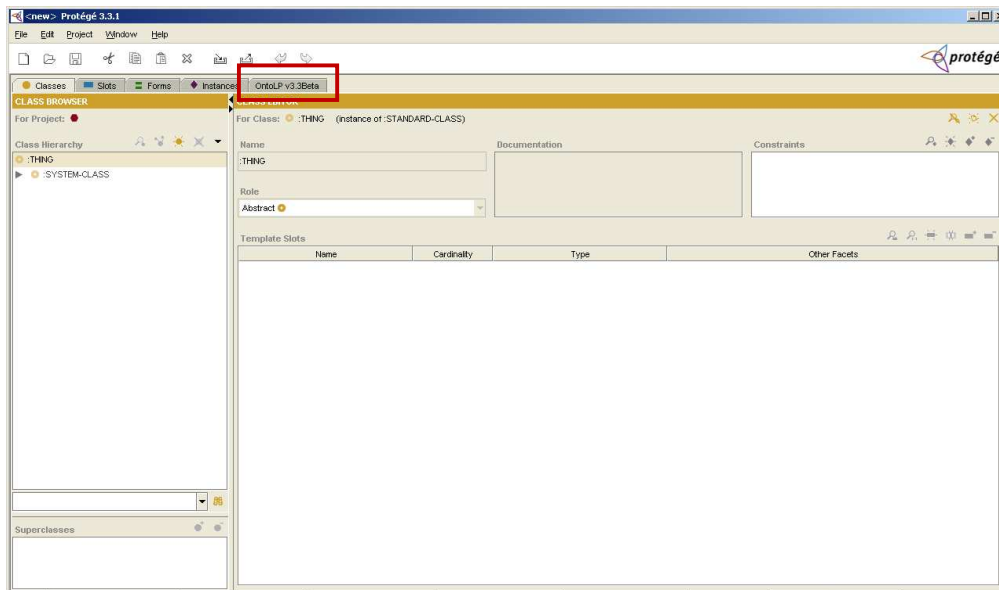 <new> Protégé 3.3.1
File Edit Project Window Help
protégé
Classes Slots Forms Instances OntoLP v3.3Beta
CLASS BROWSER
CLASS EDITOR
For Project:
For Class: :THING (instance of :STANDARD-CLASS)
Class Hierarchy
Name Documentation Constraints
:THING
:THING
:SYSTEM-CLASS
Role
Abstract
Template Slots
Name Cardinality Type Other Facets
Superclasses